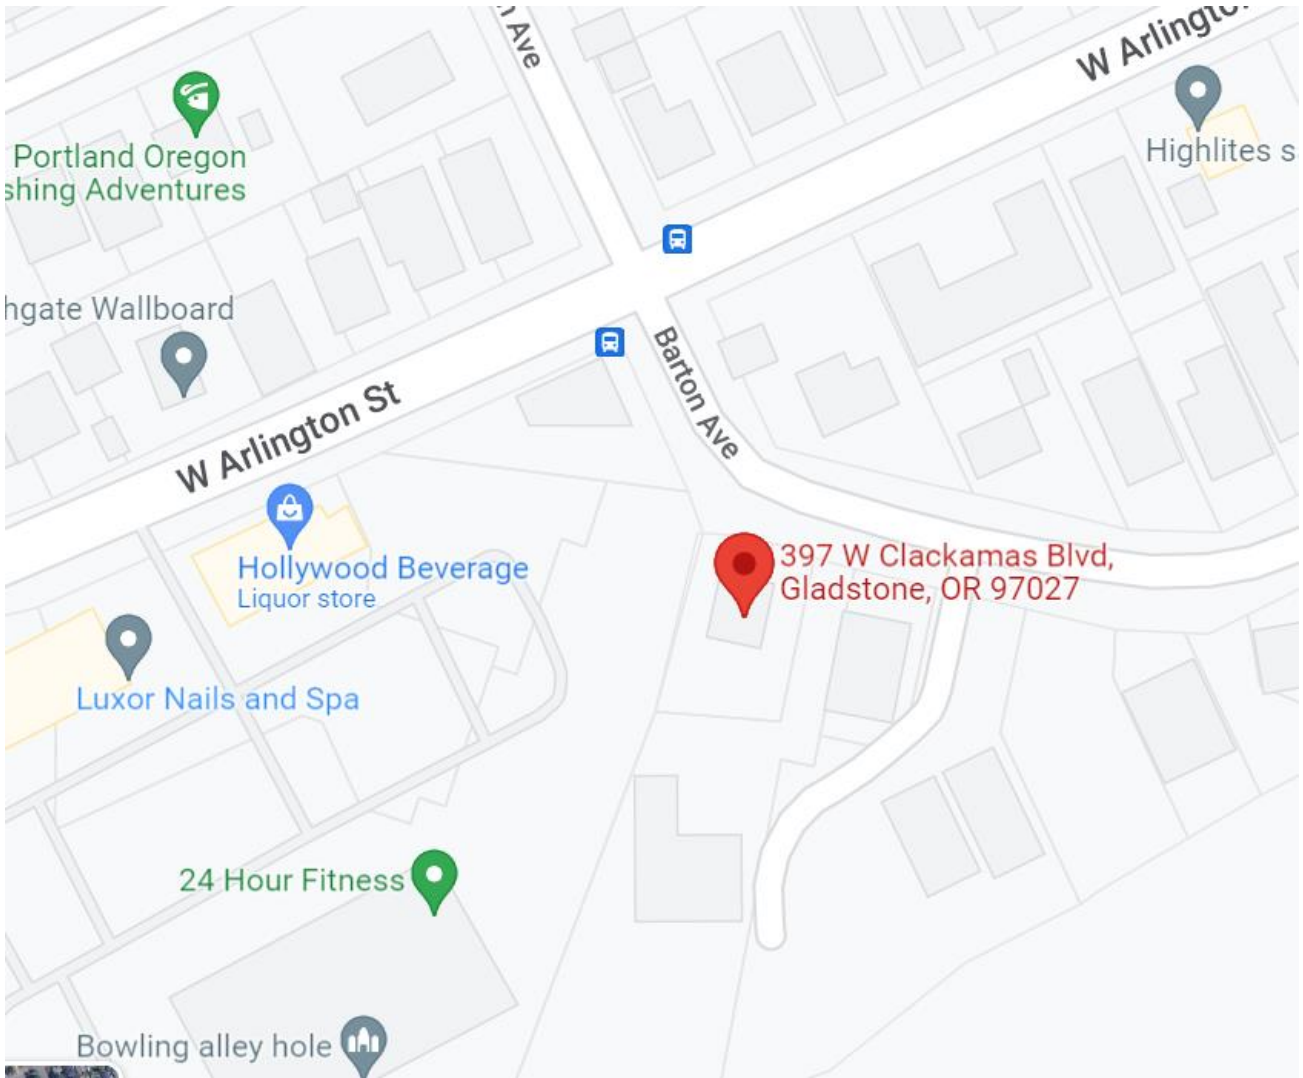 n Ave
W Arlingto
Portland Oregon
shing Adventures
Highlites s
hgate Wallboard
Barton Ave
W Arlington St
Hollywood Beverage
Liquor store
397 W Clackamas Blvd,
Gladstone, OR 97027
Luxor Nails and Spa
24 Hour Fitness
Bowling alley hole